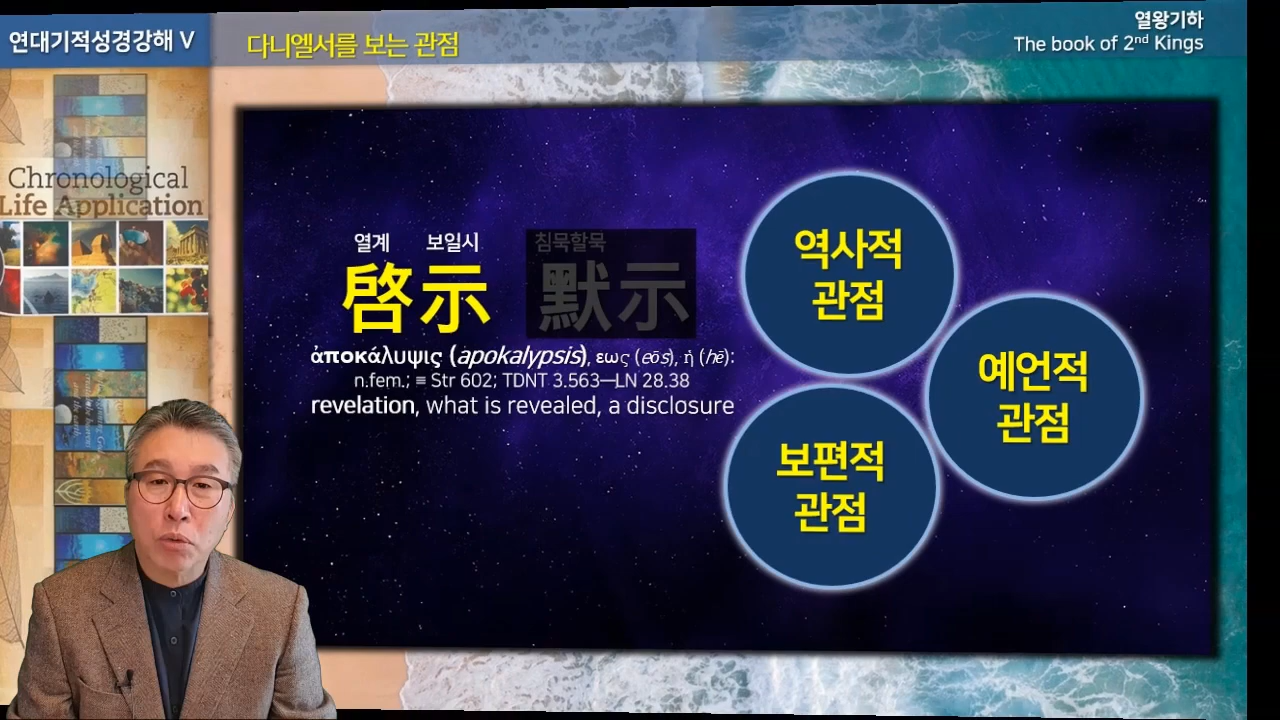 연대기적성경강해 V
다니엘서를 보는 관점
열왕기하
The book of 2nd Kings
Chronological
Life Application
열계 보일시
啓示
침묵할묵
默示
ἀποκάλυψις (apokalypsis), εως (eōs), ἡ (hē):
n.fem.; ≡ Str 602; TDNT 3.563—LN 28.38
revelation, what is revealed, a disclosure
역사적
관점
예언적
관점
보편적
관점